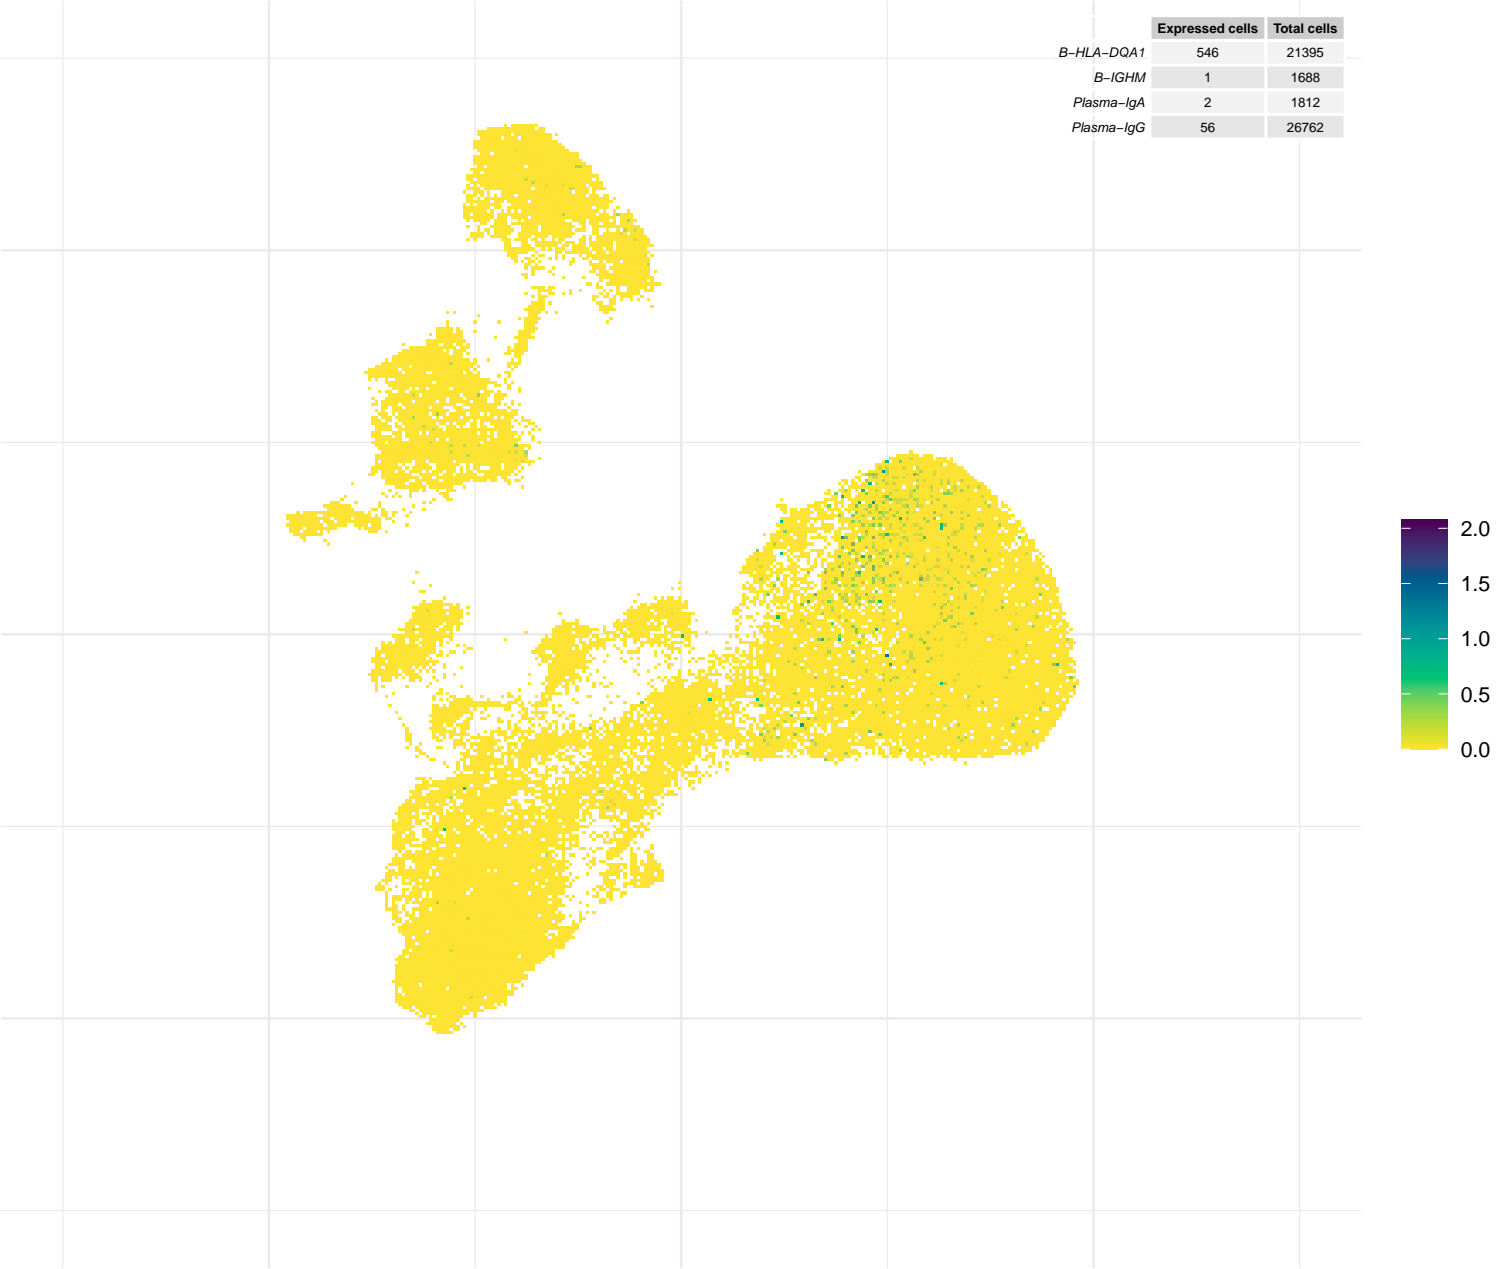 Expressed cells Total cells
B−HLA−DQA1 546 21395
B−IGHM 1 1688
Plasma−IgA 2 1812
Plasma−IgG 56 26762
2.0
1.5
1.0
0.5
0.0